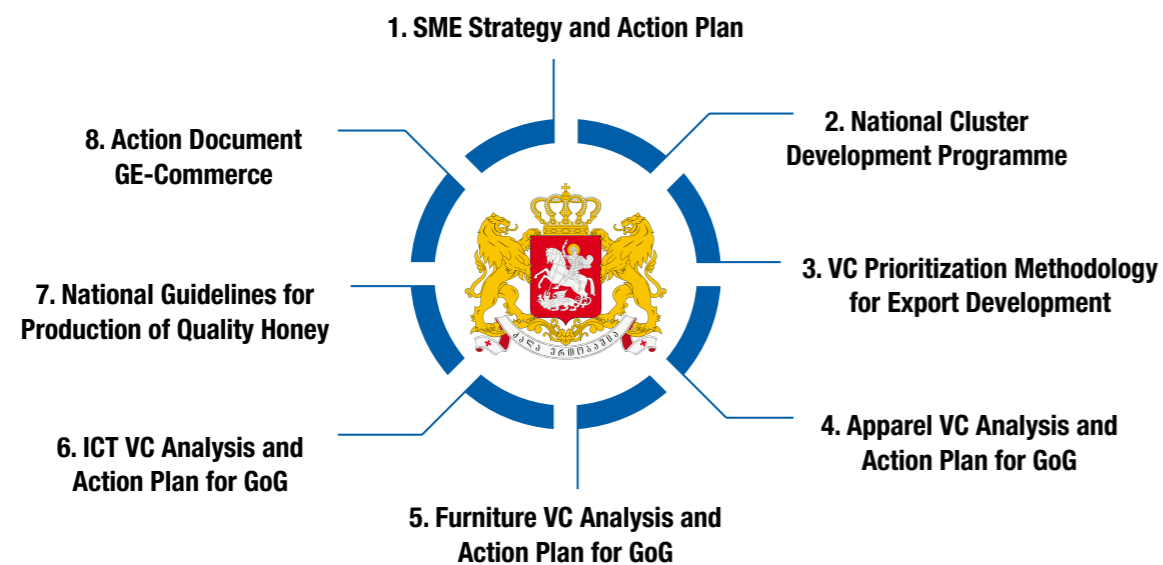 1. SME Strategy and Action Plan
2. National Cluster
Development Programme
3. VC Prioritization Methodology
for Export Development
4. Apparel VC Analysis and
Action Plan for GoG
5. Furniture VC Analysis and
Action Plan for GoG
6. ICT VC Analysis and
Action Plan for GoG
7. National Guidelines for
Production of Quality Honey
8. Action Document
GE-Commerce
ძალა ერთობაშია